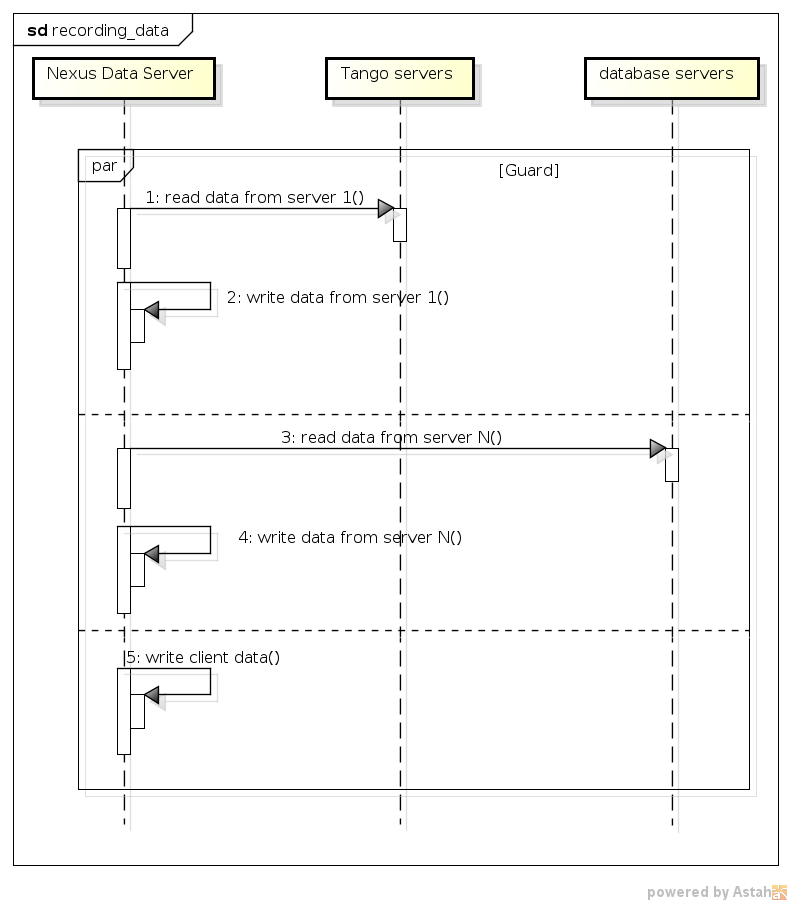 sd recording_data
Nexus Data Server
Tango servers
database servers
par
[Guard]
1: read data from server 1()
2: write data from server 1()
3: read data from server N()
4: write data from server N()
5: write client data()
powered by Astah